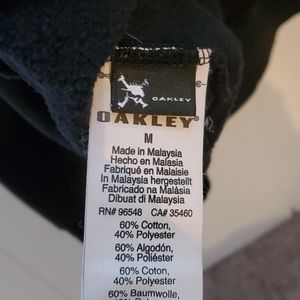 OAKLEY
OAKLEY
M
Made in Malaysia
Hecho en Malasia
Fabriqué en Malaisie
In Malaysia hergestellt
Fabricado na Malásia
Dibuat di Malaysia
RN# 96548 CA# 35460
60% Cotton,
40% Polyester
60% Algodón,
40% Poliéster
60% Coton,
40% Polyester
60% Baumwolle,